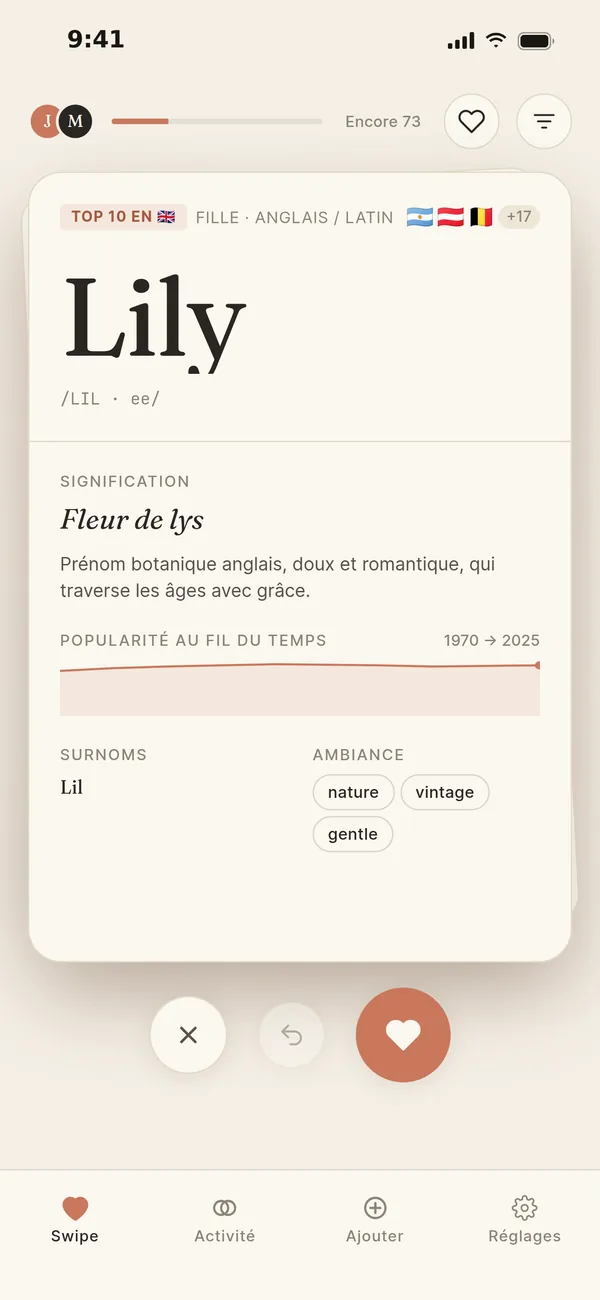 9:41
J M Encore 73
TOP 10 EN 🇬🇧 FILLE · ANGLAIS / LATIN 🇦🇷 🇦🇹 🇧🇪 +17
Lily
/LIL · ee/
SIGNIFICATION
Fleur de lys
Prénom botanique anglais, doux et romantique, qui
traverse les âges avec grâce.
POPULARITÉ AU FIL DU TEMPS 1970 → 2025
SURNOMS AMBIANCE
Lil nature vintage
gentle
Swipe Activité Ajouter Réglages